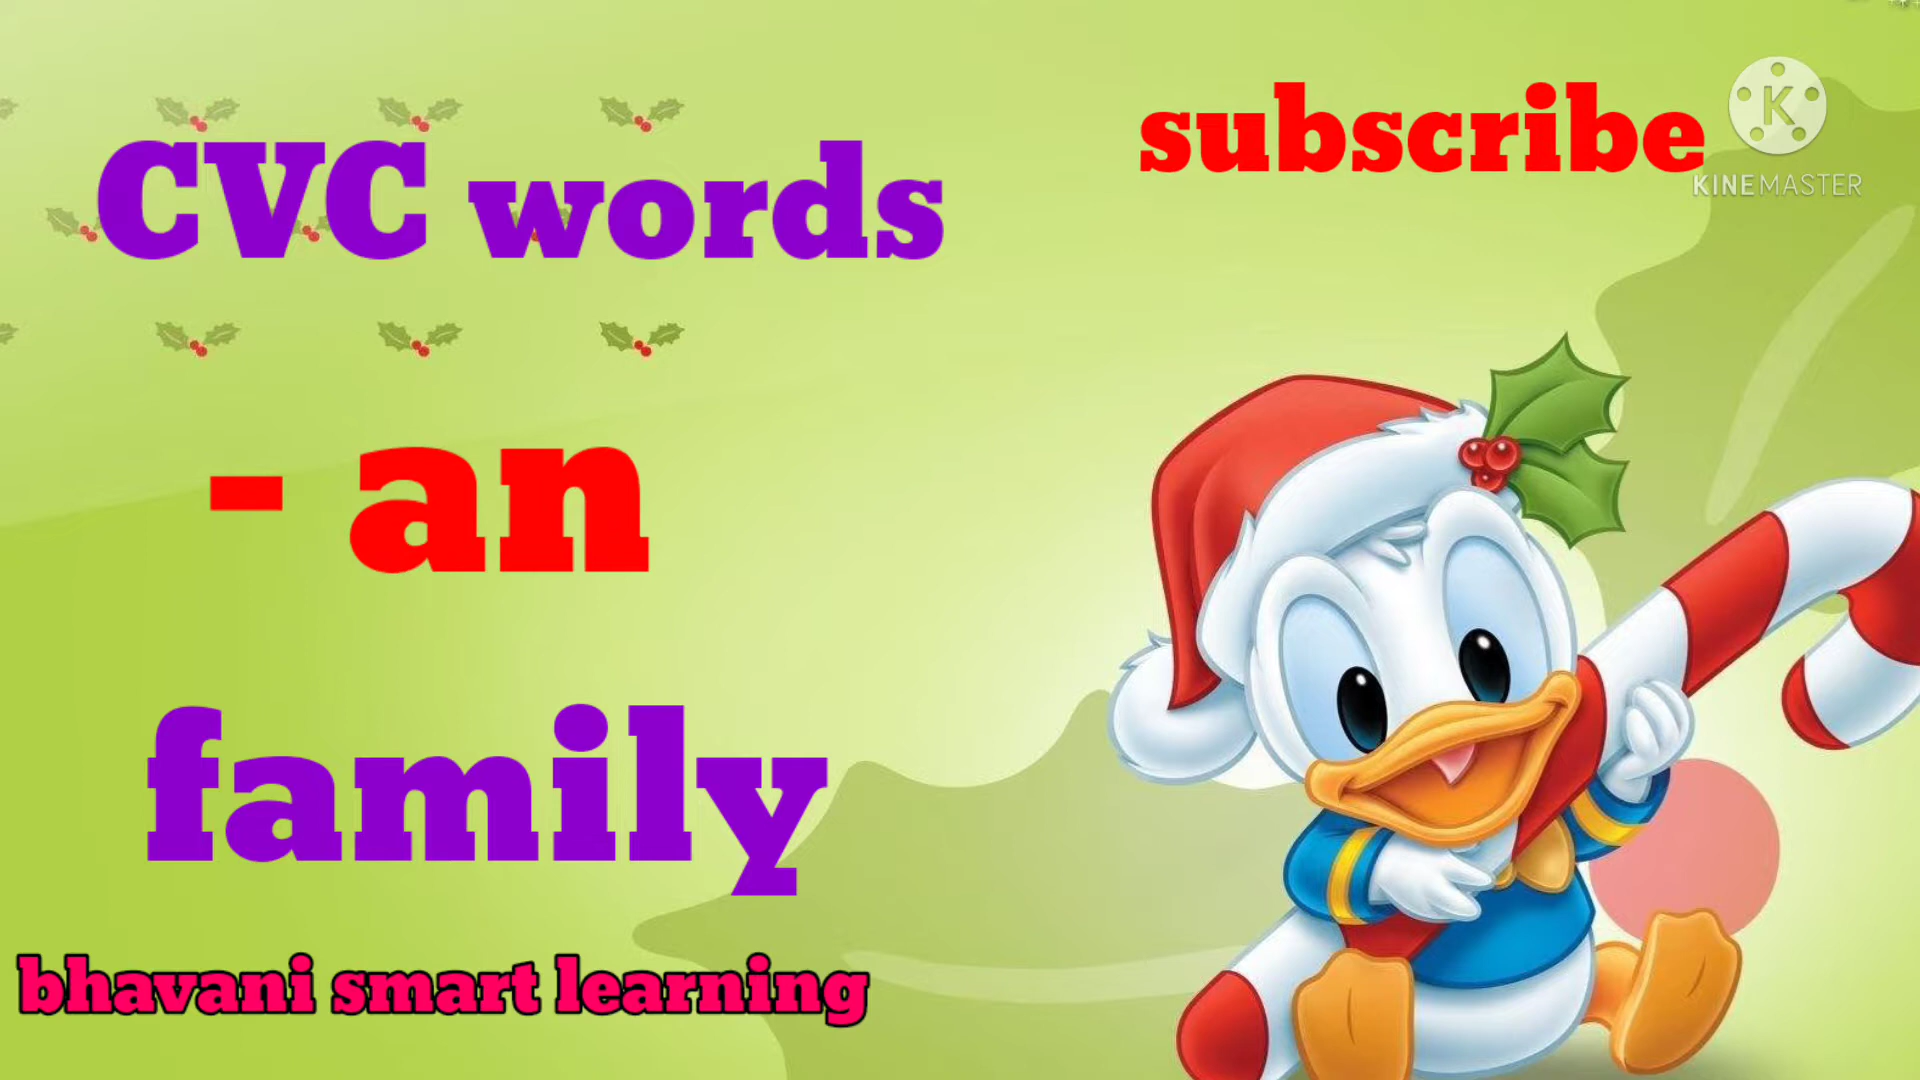 subscribe
K
KINEMASTER
CVC words
- an
family
bhavani smart learning